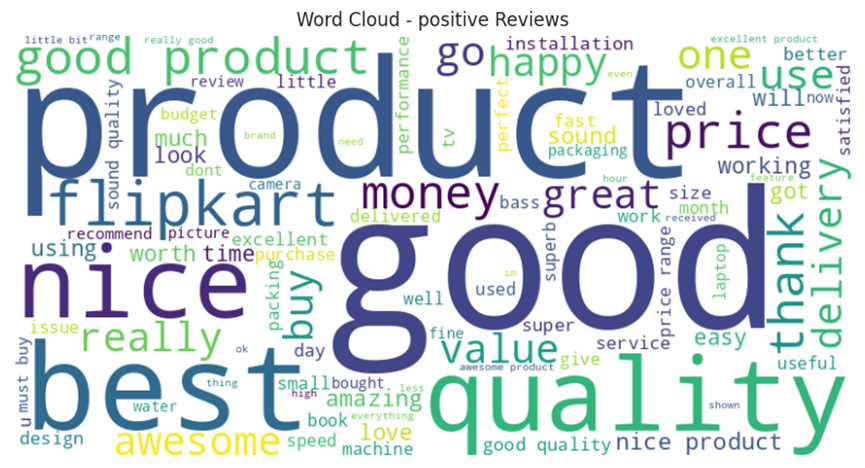 Word Cloud - positive Reviews
little bit
range
really good
good product
review
little
go
installation
happy
even
one
excellent product
better
overall
use
will
now
satisfied
product
sound quality
budget
much
look
dont
brand
need
camera
performance
tv
perfect
fast
sound
packaging
loved
price
working
flipkart
money
bass
great
size
hour
feature
got
month
work
received
delivered
recommend
picture
excellent
using
worth
time
purchase
nice
packing
buy
good
superb
im
used
well
price range
laptop
thank
delivery
issue
really
day
ok
fine
super
value
service
easy
give
useful
awesome product
must buy
u
best
thing
small
bought
high
less
amazing
water
book
everything
quality
shown
design
awesome
speed
love
machine
good quality
nice product